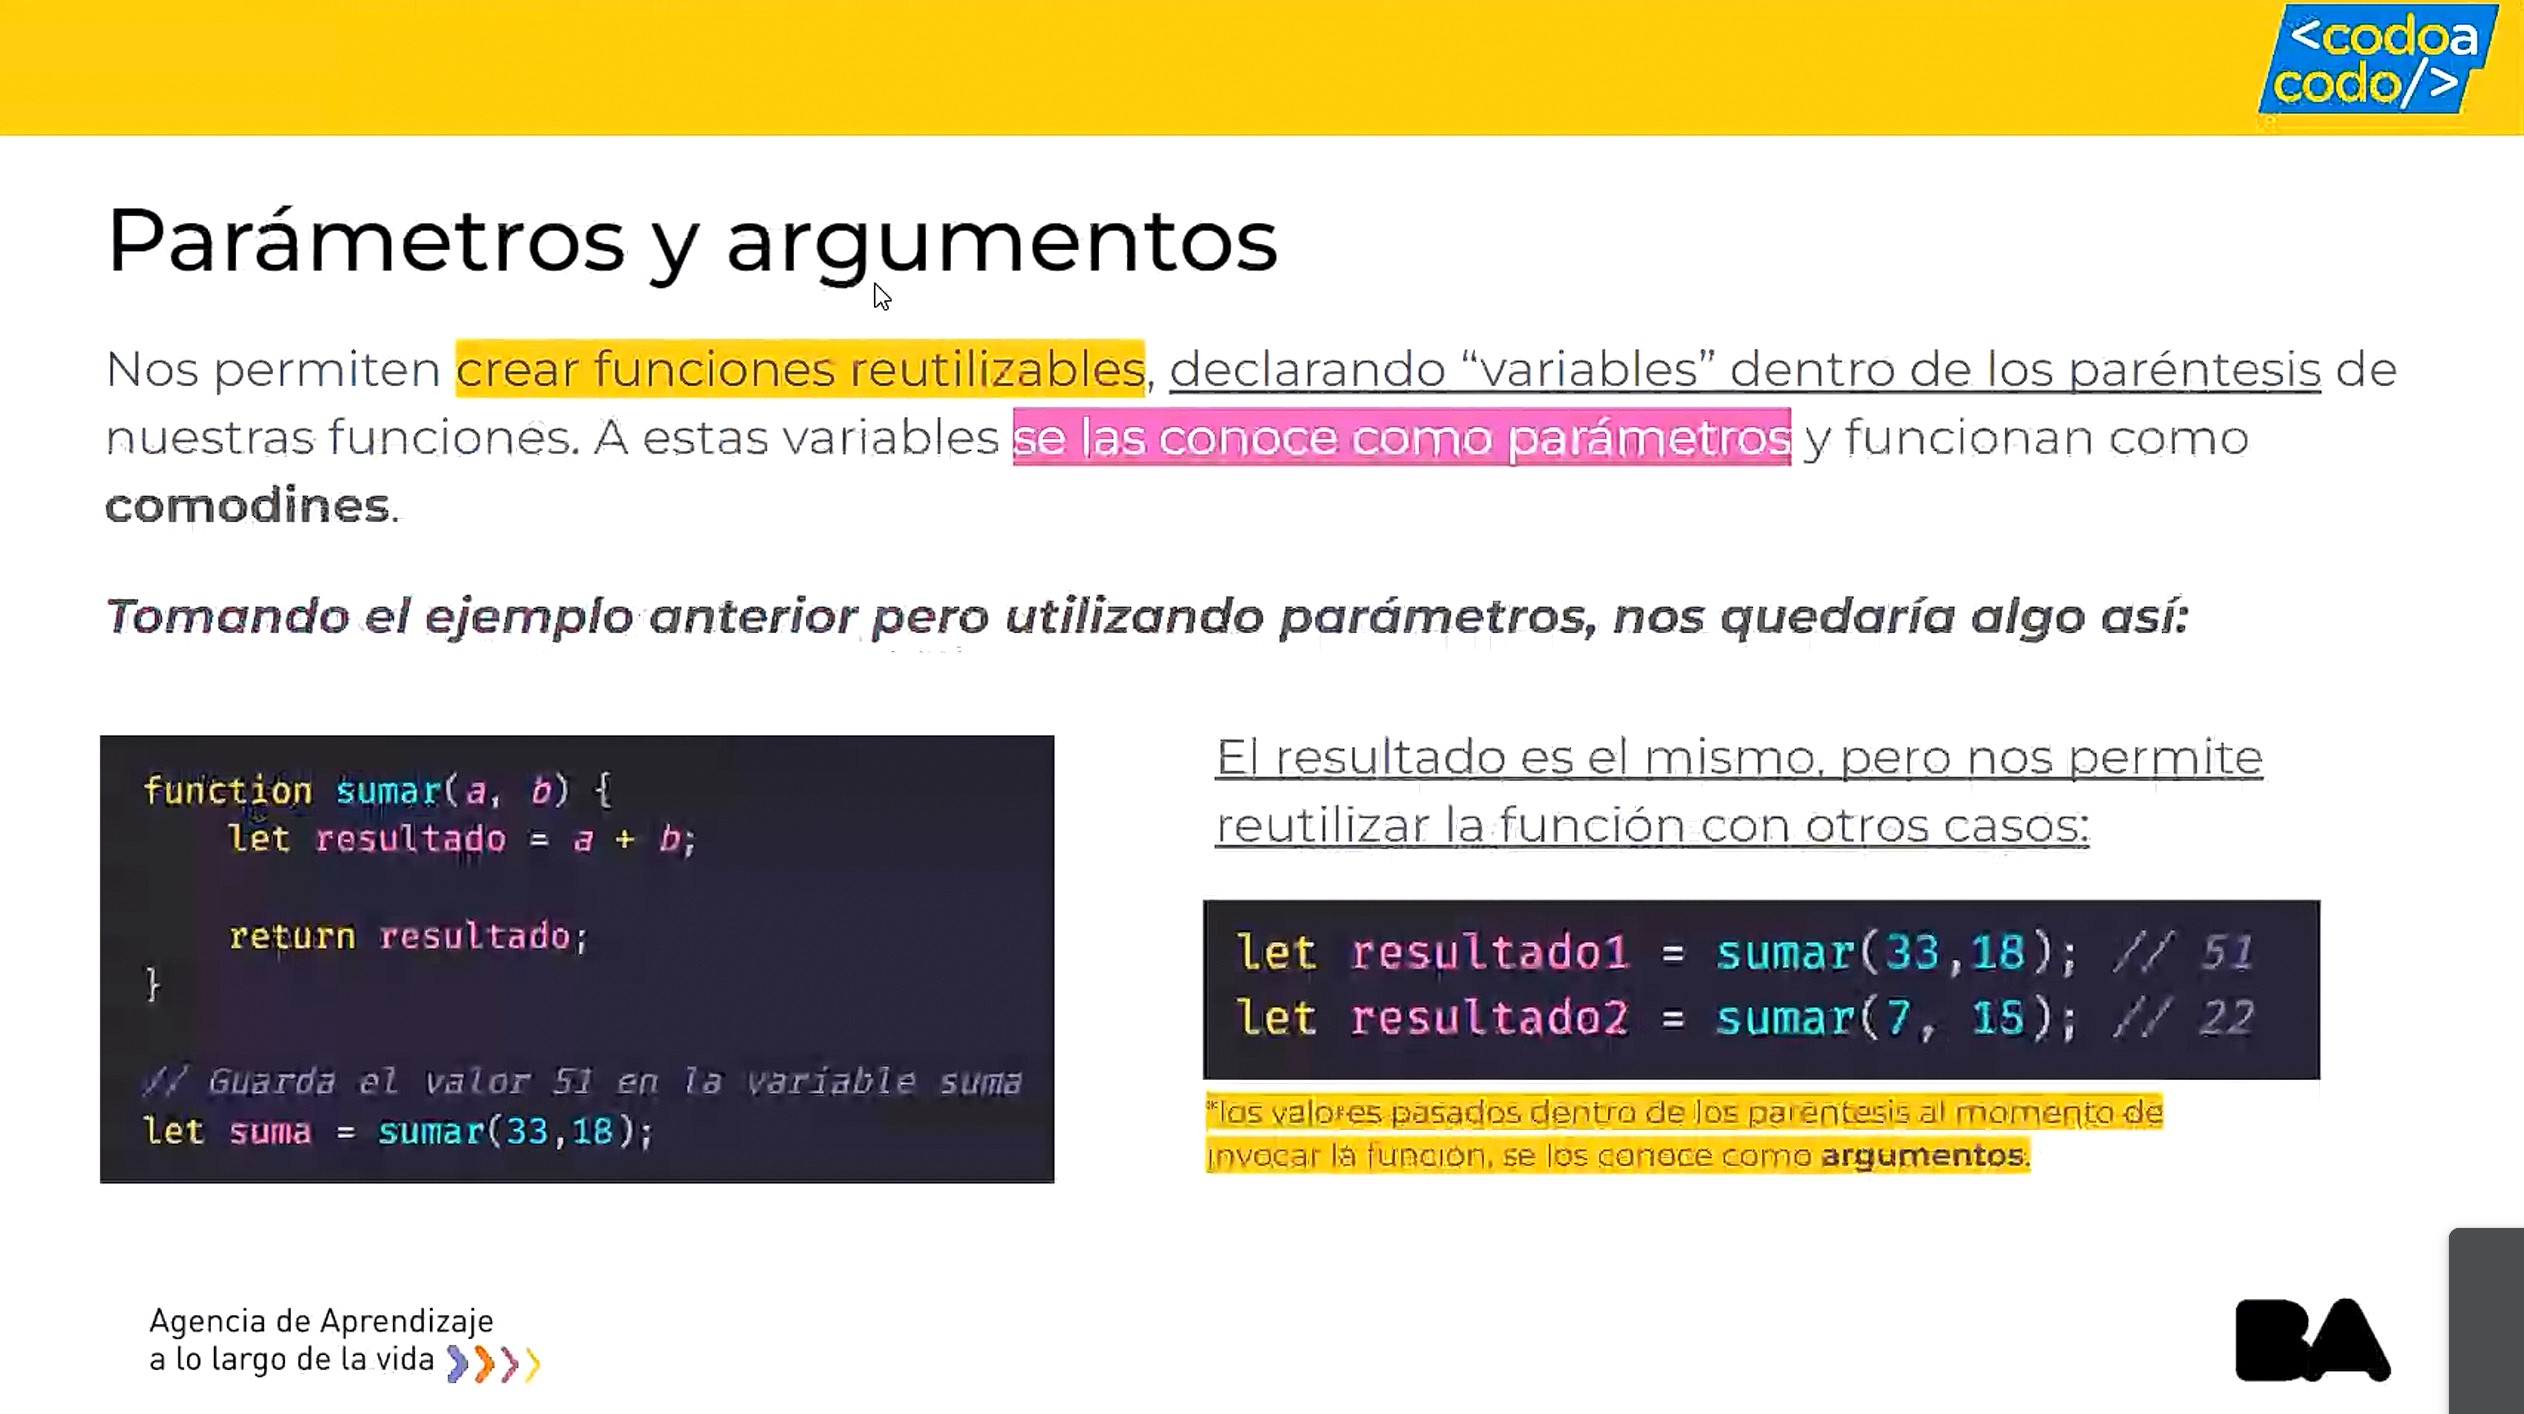 <codoa
codo/>
Parámetros y argumentos
Nos permiten crear funciones reutilizables, declarando “variables” dentro de los paréntesis de
nuestras funciones. A estas variables se las conoce como parámetros y funcionan como
comodines.
Tomando el ejemplo anterior pero utilizando parámetros, nos quedaría algo así:
function sumar(a, b) {
let resultado = a + b;
return resultado;
}
// Guarda el valor 51 en la variable suma
let suma = sumar(33,18);
El resultado es el mismo, pero nos permite
reutilizar la función con otros casos:
let resultado1 = sumar(33,18); // 51
let resultado2 = sumar(7, 15); // 22
*los valores pasados dentro de los paréntesis al momento de
invocar la función, se los conoce como argumentos.
Agencia de Aprendizaje
a lo largo de la vida
BA